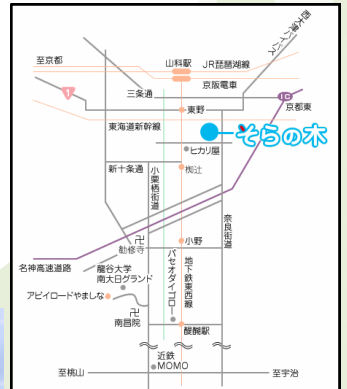 西大津バイパス
至京都
山科駅
JR琵琶湖線
京阪電車
三条通
IC
京都東
1
東野
東海道新幹線
そらの木
ヒカリ屋
新十条通
小栗栖街道
椥辻
奈良街道
勧修寺
小野
名神高速道路
龍谷大学
南大日グランド
パセオダイゴロー
地下鉄東西線
アビイロードやましな
南昌院
醍醐駅
近鉄
MOMO
至桃山
至宇治